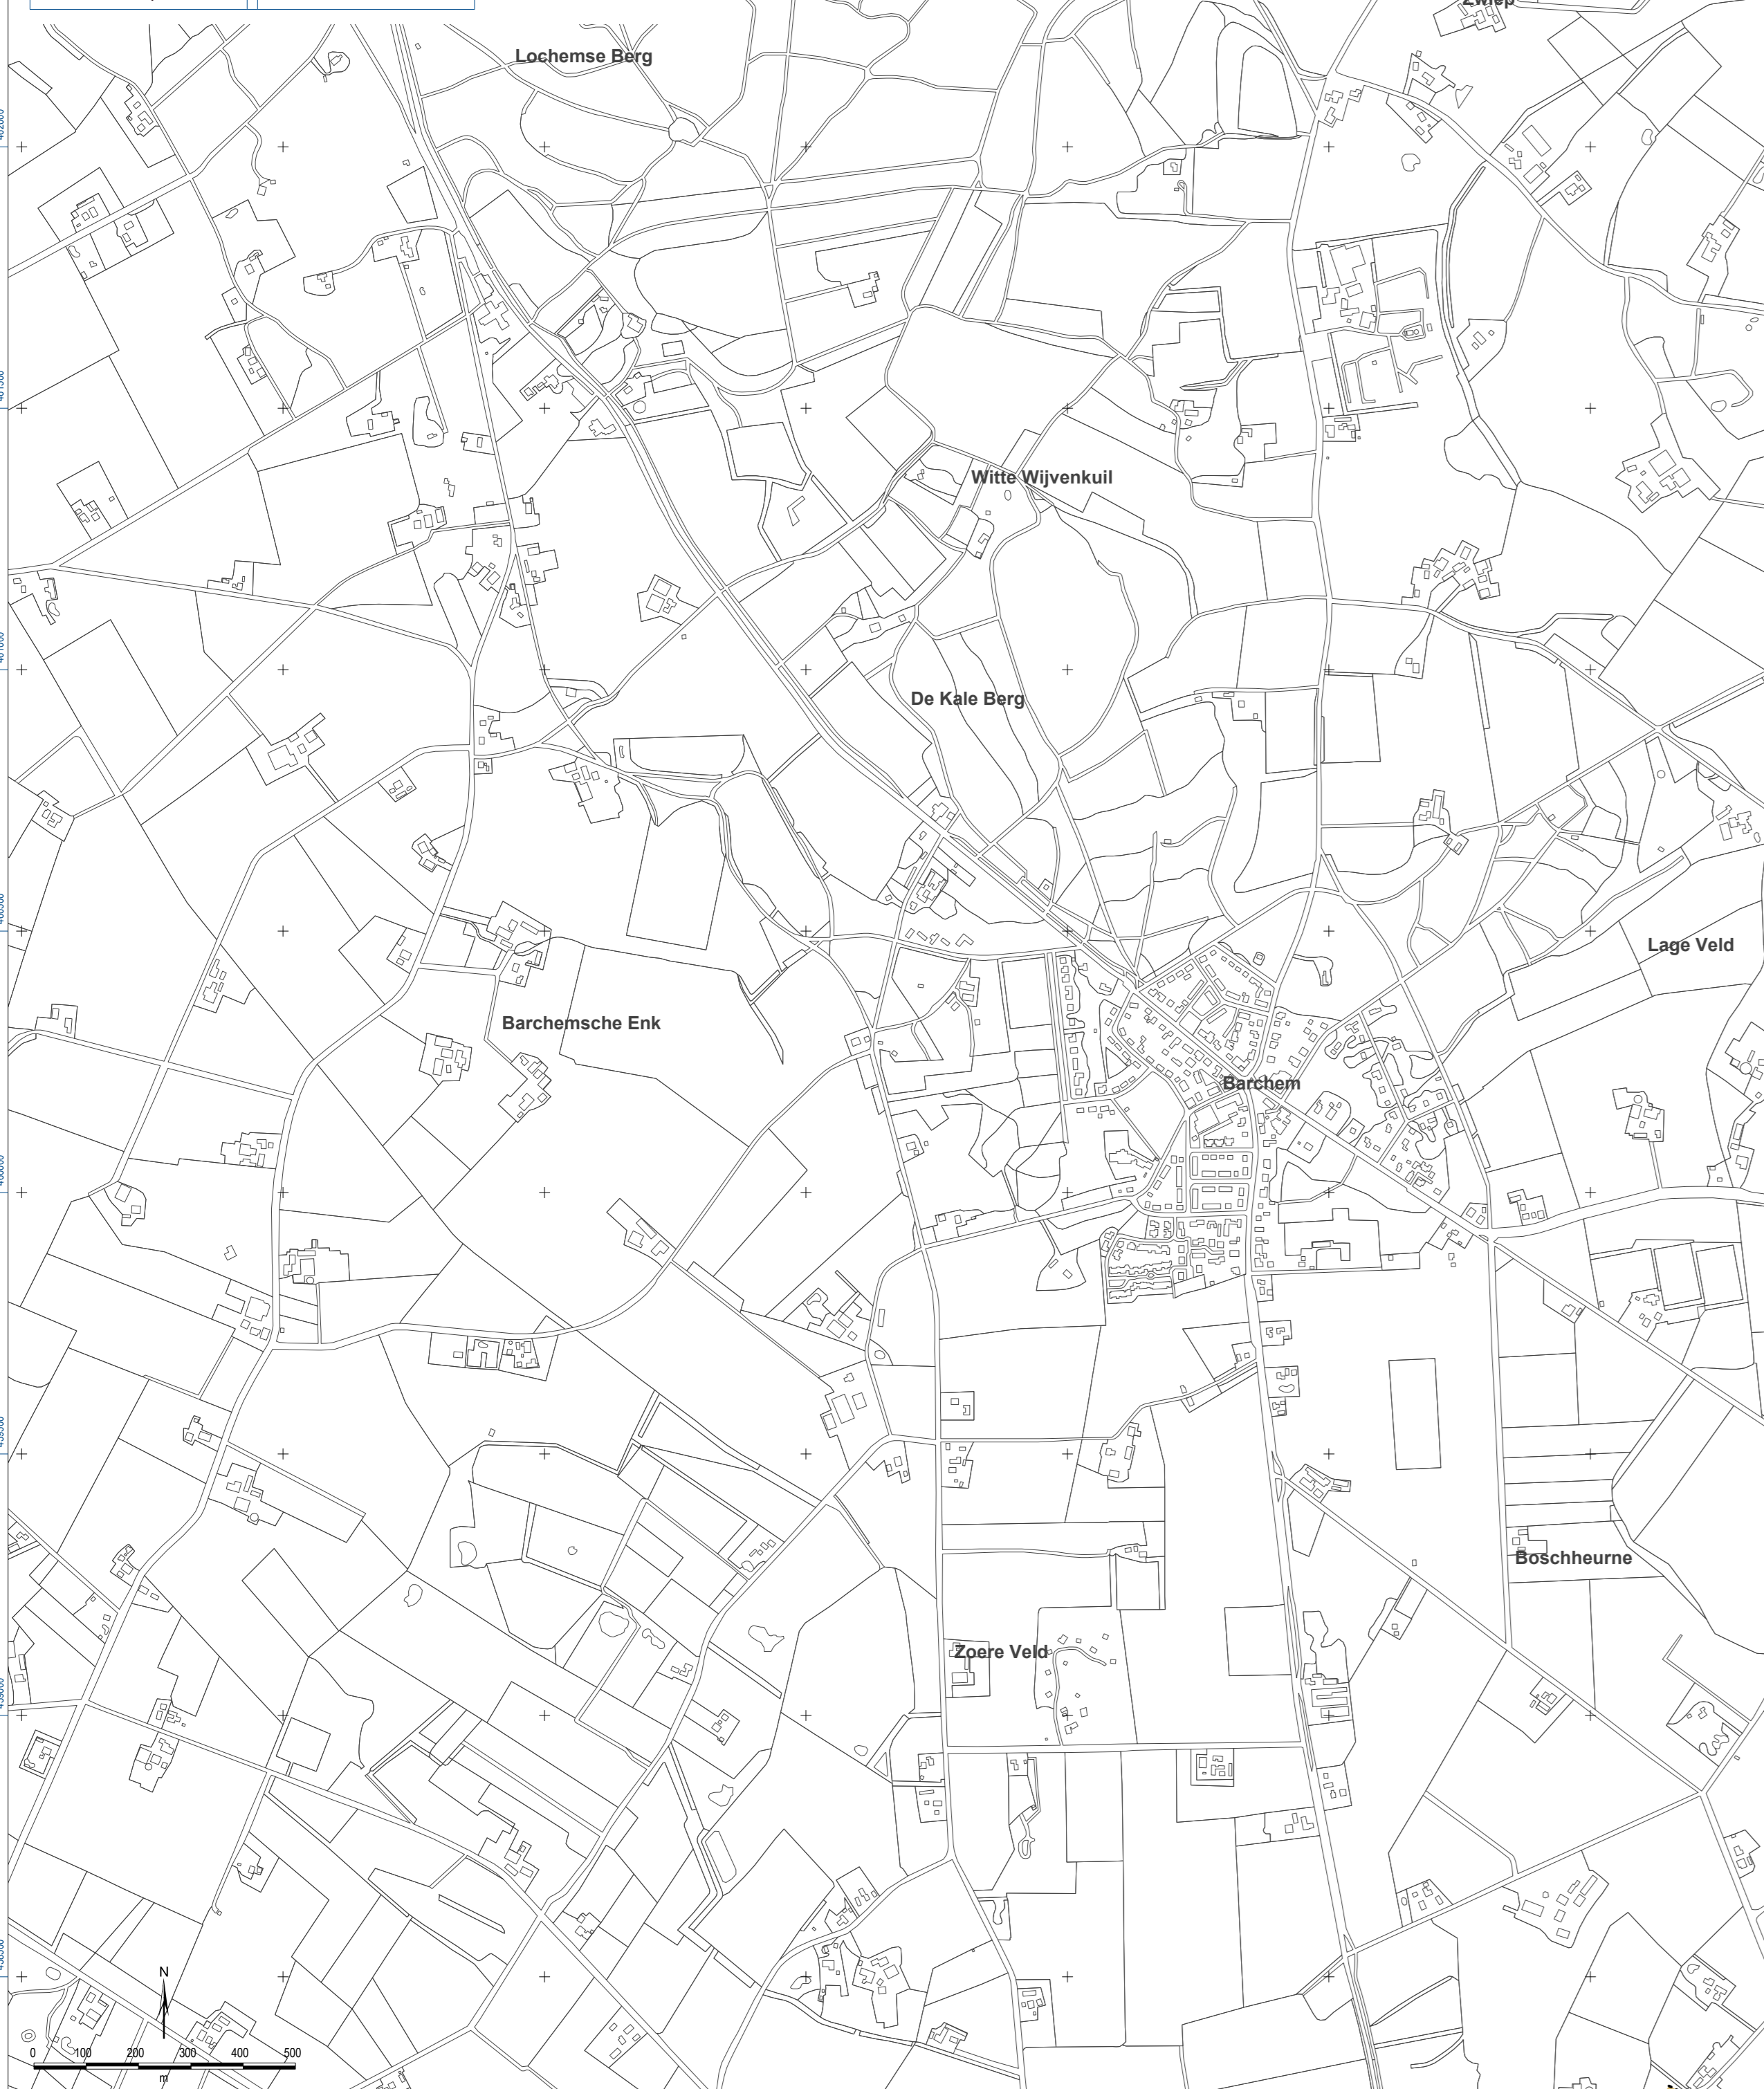 Zwiep
Lochemse Berg
Witte Wijvenkuil
De Kale Berg
Lage Veld
Barchemsche Enk
Barchem
Boschheurne
Zoere Veld
N
0 100 200 300 400 500
m